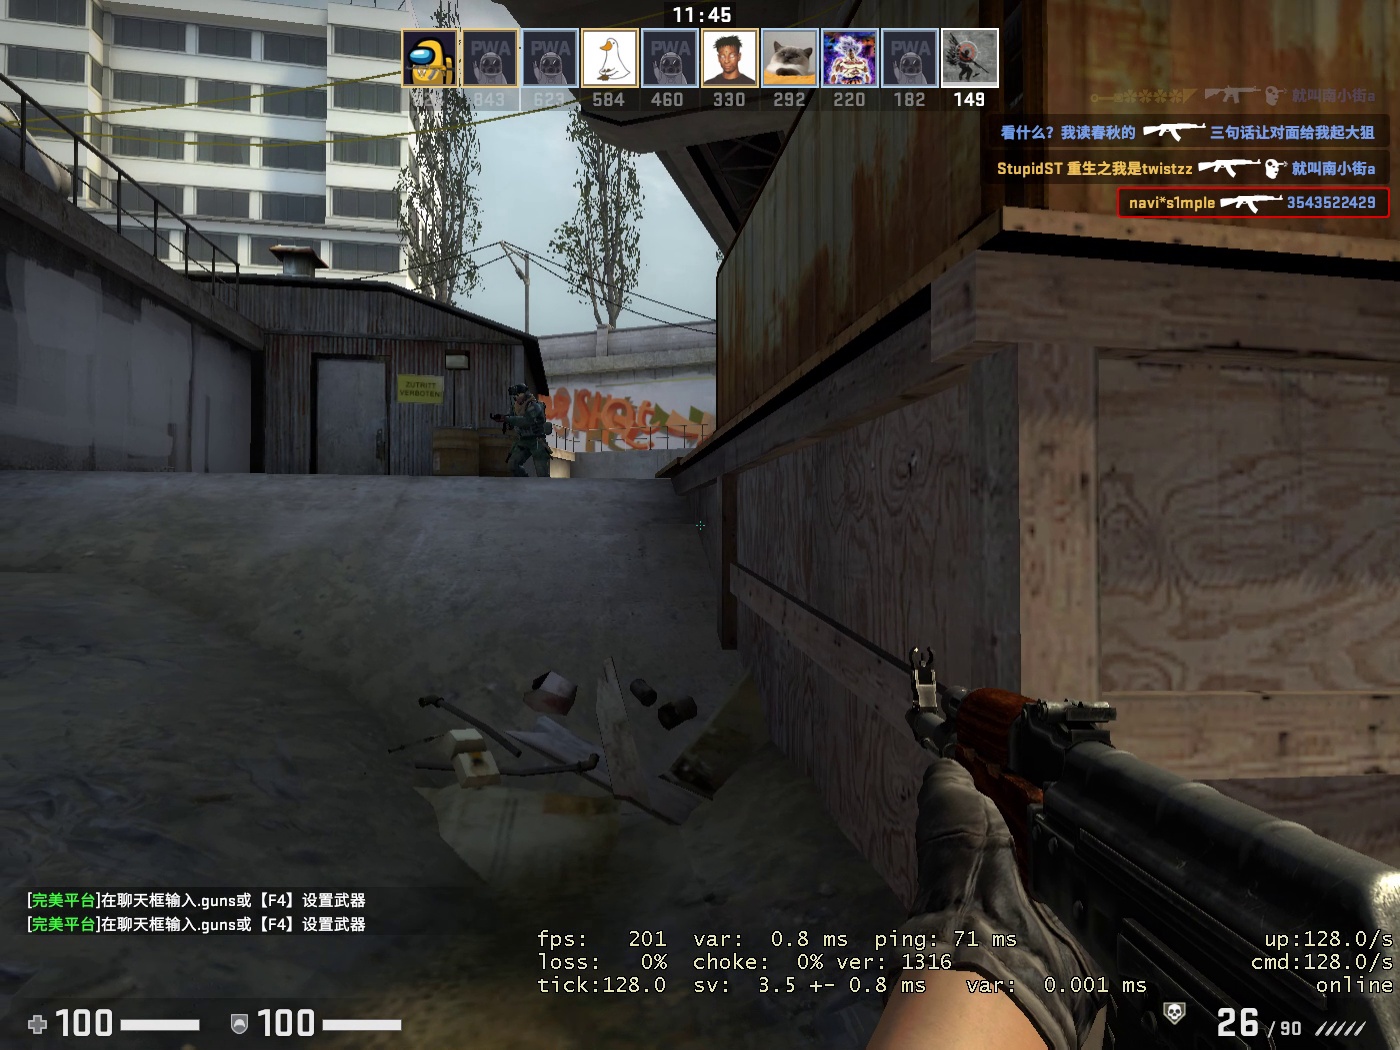 11:45
PWA PWA PWA PWA
843 623 584 460 330 292 220 182 149
就叫南小街a
看什么？我读春秋的 三句话让对面给我起大狙
StupidST 重生之我是twistzz 就叫南小街a
navi*s1mple 3543522429
ZUTRITT
VERBOTEN
[完美平台]在聊天框输入.guns或【F4】设置武器
[完美平台]在聊天框输入.guns或【F4】设置武器
fps: 201 var: 0.8 ms ping: 71 ms up:128.0/s
loss: 0% choke: 0% ver: 1316 cmd:128.0/s
tick:128.0 sv: 3.5 +- 0.8 ms var: 0.001 ms online
100 100 26 / 90